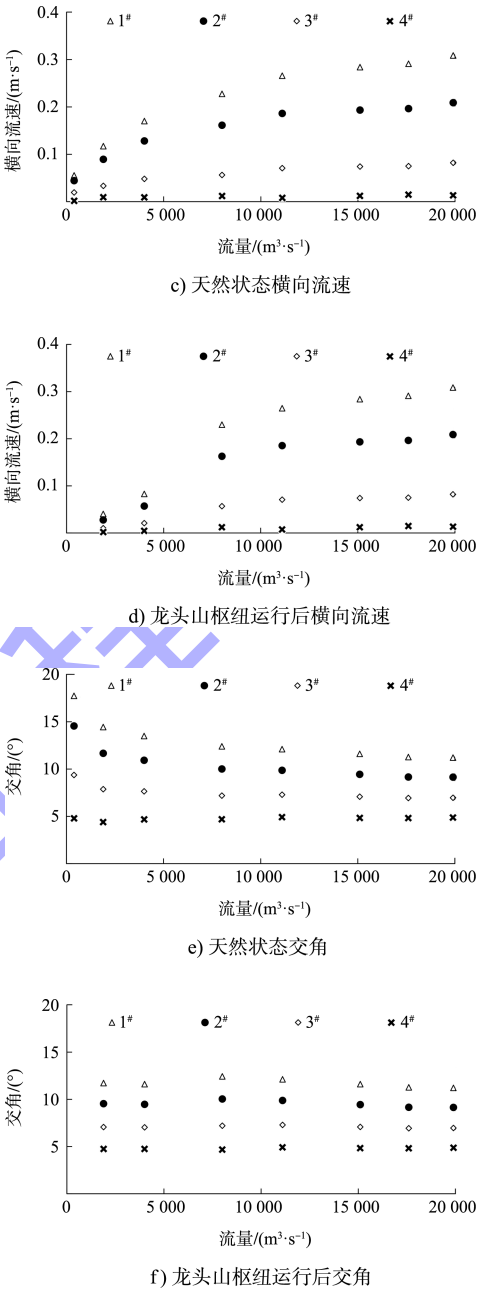 0.4
1# 2# 3# 4#
0.3
0.2
0.1
横向流速/(m·s⁻¹)
0 5 000 10 000 15 000 20 000
流量/(m³·s⁻¹)
c) 天然状态横向流速
0.4
1# 2# 3# 4#
0.3
0.2
0.1
横向流速/(m·s⁻¹)
0 5 000 10 000 15 000 20 000
流量/(m³·s⁻¹)
d) 龙头山枢纽运行后横向流速
20
1# 2# 3# 4#
15
10
5
交角/(°)
0 5 000 10 000 15 000 20 000
流量/(m³·s⁻¹)
e) 天然状态交角
20
1# 2# 3# 4#
15
10
5
交角/(°)
0 5 000 10 000 15 000 20 000
流量/(m³·s⁻¹)
f) 龙头山枢纽运行后交角